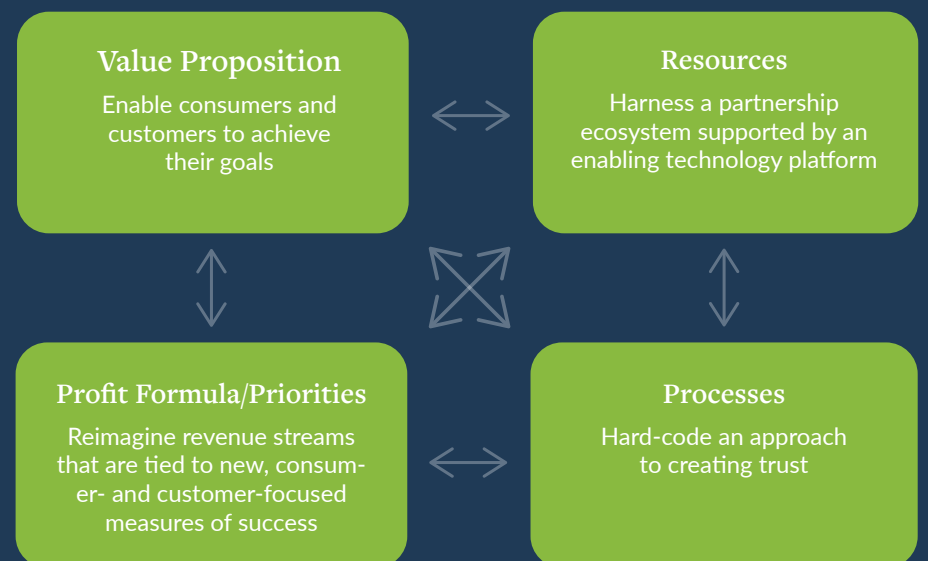 Value Proposition
Enable consumers and
customers to achieve
their goals
Resources
Harness a partnership
ecosystem supported by an
enabling technology platform
Profit Formula/Priorities
Reimagine revenue streams
that are tied to new, consum-
er- and customer-focused
measures of success
Processes
Hard-code an approach
to creating trust